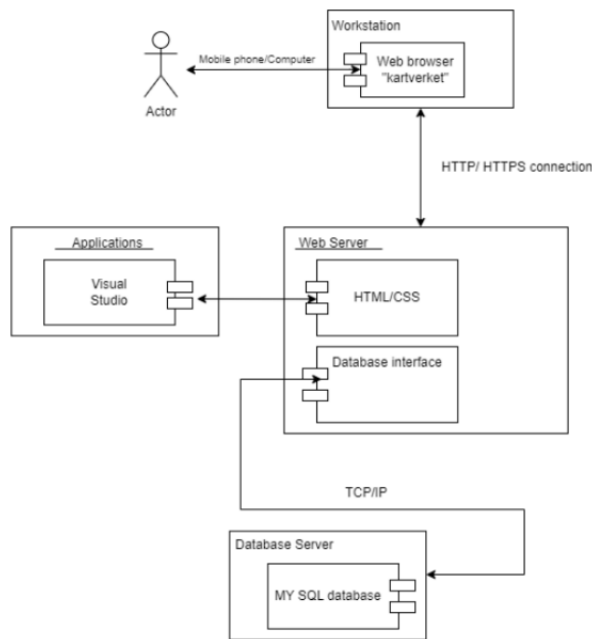 Workstation
Mobile phone/Computer
Web browser
"kartverket"
Actor
HTTP/ HTTPS connection
Applications
Visual
Studio
Web Server
HTML/CSS
Database interface
TCP/IP
Database Server
MY SQL database